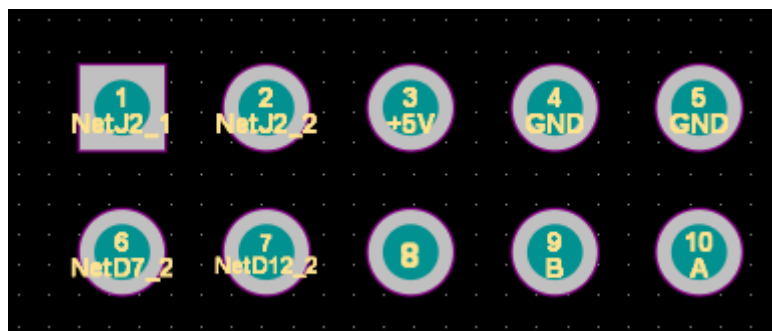 1 2 3 4 5
NetJ2_1 NetJ2_2 +5V GND GND
6 7 8 9 10
NetD7_2 NetD12_2 B A